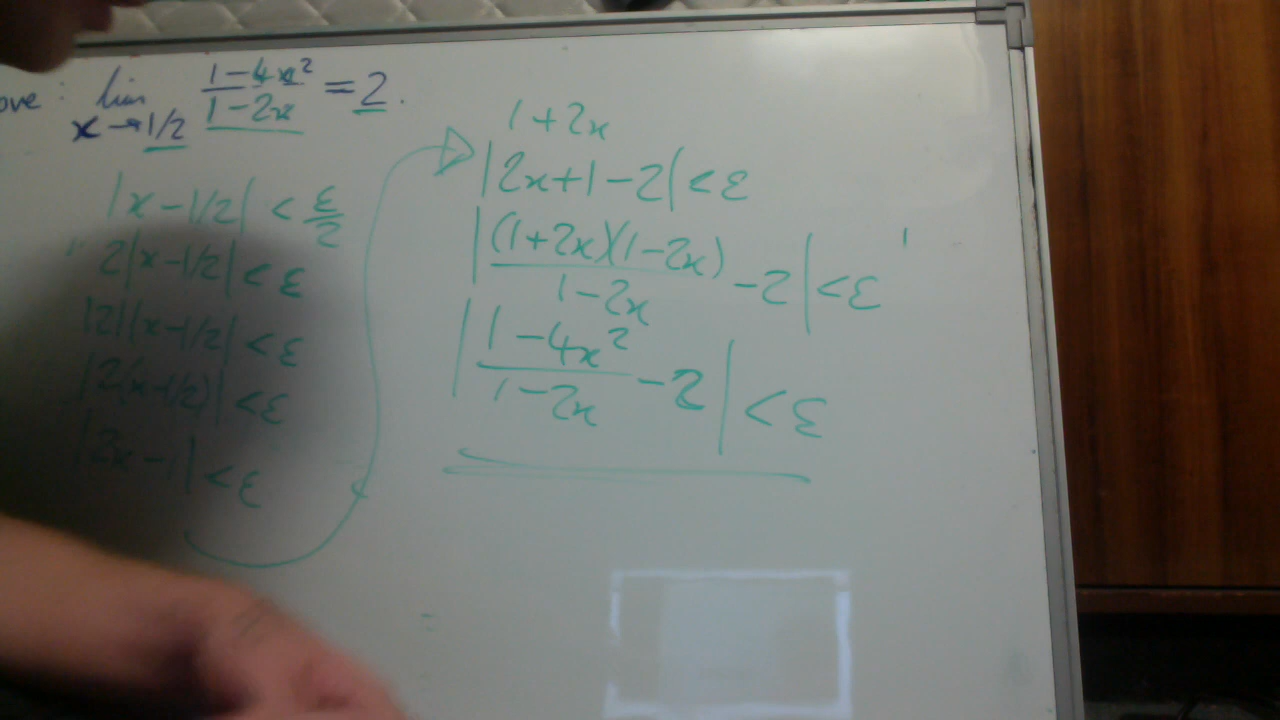 ove : lim x→1/2 (1-4x²)/(1-2x) = 2.
|x-1/2| < ε/2
2|x-1/2| < ε
|2||x-1/2| < ε
|2(x-1/2)| < ε
|2x-1| < ε
1+2x
|2x+1-2| < ε
|((1+2x)(1-2x))/(1-2x) - 2| < ε
|(1-4x²)/(1-2x) - 2| < ε